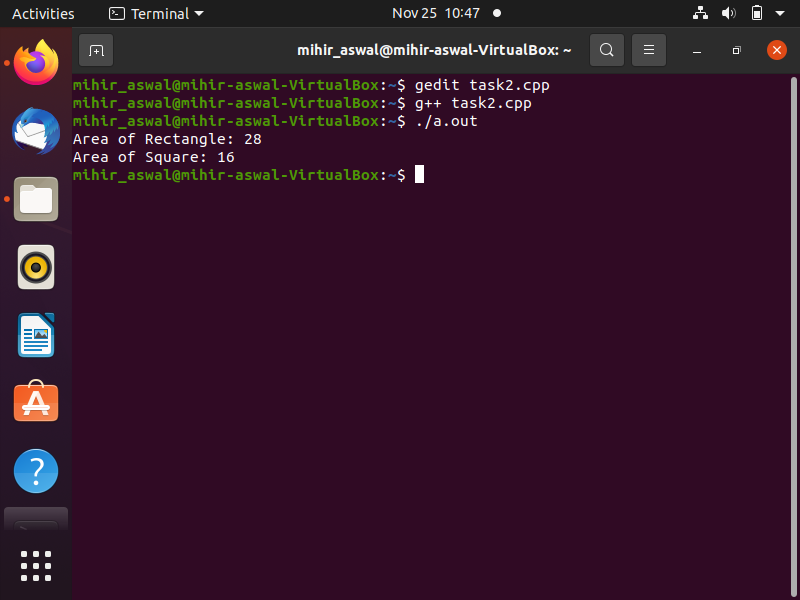 Activities Terminal Nov 25 10:47
mihir_aswal@mihir-aswal-VirtualBox: ~
mihir_aswal@mihir-aswal-VirtualBox:~$ gedit task2.cpp
mihir_aswal@mihir-aswal-VirtualBox:~$ g++ task2.cpp
mihir_aswal@mihir-aswal-VirtualBox:~$ ./a.out
Area of Rectangle: 28
Area of Square: 16
mihir_aswal@mihir-aswal-VirtualBox:~$